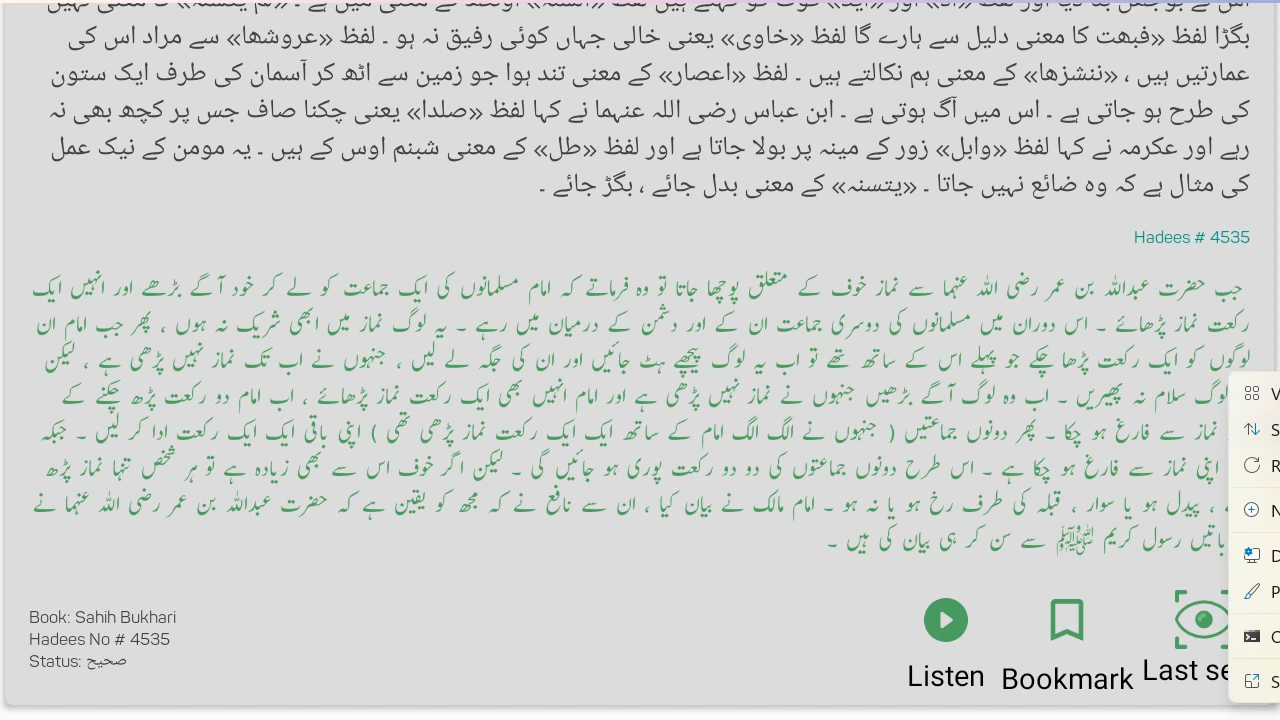 بگڑا لفظ «فبهت کا معنی دلیل سے ہارے گا لفظ «خاوی» یعنی خالی جہاں کوئی رفیق نہ ہو ۔ لفظ «عروشها» سے مراد اس کی
عمارتیں ہیں ، «ننشزها» کے معنی ہم نکالتے ہیں ۔ لفظ «اعصار» کے معنی تند ہوا جو زمین سے اٹھ کر آسمان کی طرف ایک ستون
کی طرح ہو جاتی ہے ۔ اس میں آگ ہوتی ہے ۔ ابن عباس رضی اللہ عنہما نے کہا لفظ «صلدا» یعنی چکنا صاف جس پر کچھ بھی نہ
رہے اور عکرمہ نے کہا لفظ «وابل» زور کے مینہ پر بولا جاتا ہے اور لفظ «طل» کے معنی شبنم اوس کے ہیں ۔ یہ مومن کے نیک عمل
کی مثال ہے کہ وہ ضائع نہیں جاتا ۔ «یتسنہ» کے معنی بدل جائے ، بگڑ جائے ۔
Hadees # 4535
جب حضرت عبداللہ بن عمر رضی اللہ عنہما سے نماز خوف کے متعلق پوچھا جاتا تو وہ فرماتے کہ امام مسلمانوں کی ایک جماعت کو لے کر خود آگے بڑھے اور انہیں ایک
رکعت نماز پڑھائے ۔ اس دوران میں مسلمانوں کی دوسری جماعت ان کے اور دشمن کے درمیان میں رہے ۔ یہ لوگ نماز میں ابھی شریک نہ ہوں ، پھر جب امام ان
لوگوں کو ایک رکعت پڑھا چکے جو پہلے اس کے ساتھ تھے تو اب یہ لوگ پیچھے ہٹ جائیں اور ان کی جگہ لے لیں ، جنہوں نے اب تک نماز نہیں پڑھی ہے ، لیکن
لوگ سلام نہ پھیریں ۔ اب وہ لوگ آگے بڑھیں جنہوں نے نماز نہیں پڑھی ہے اور امام انہیں بھی ایک رکعت نماز پڑھائے ، اب امام دو رکعت پڑھ چکنے کے
نماز سے فارغ ہو چکا ۔ پھر دونوں جماعتیں ( جنہوں نے الگ الگ امام کے ساتھ ایک ایک رکعت نماز پڑھی تھی ) اپنی باقی ایک ایک رکعت ادا کر لیں ۔ جبکہ
اپنی نماز سے فارغ ہو چکا ہے ۔ اس طرح دونوں جماعتوں کی دو دو رکعت پوری ہو جائیں گی ۔ لیکن اگر خوف اس سے بھی زیادہ ہے تو ہر شخص تنہا نماز پڑھ
، پیدل ہو یا سوار ، قبلہ کی طرف رخ ہو یا نہ ہو ۔ امام مالک نے بیان کیا ، ان سے نافع نے کہ مجھ کو یقین ہے کہ حضرت عبداللہ بن عمر رضی اللہ عنہما نے
باتیں رسول کریم ﷺ سے سن کر ہی بیان کی ہیں ۔
Book: Sahih Bukhari
Hadees No # 4535
Status: صحیح
Listen Bookmark Last se